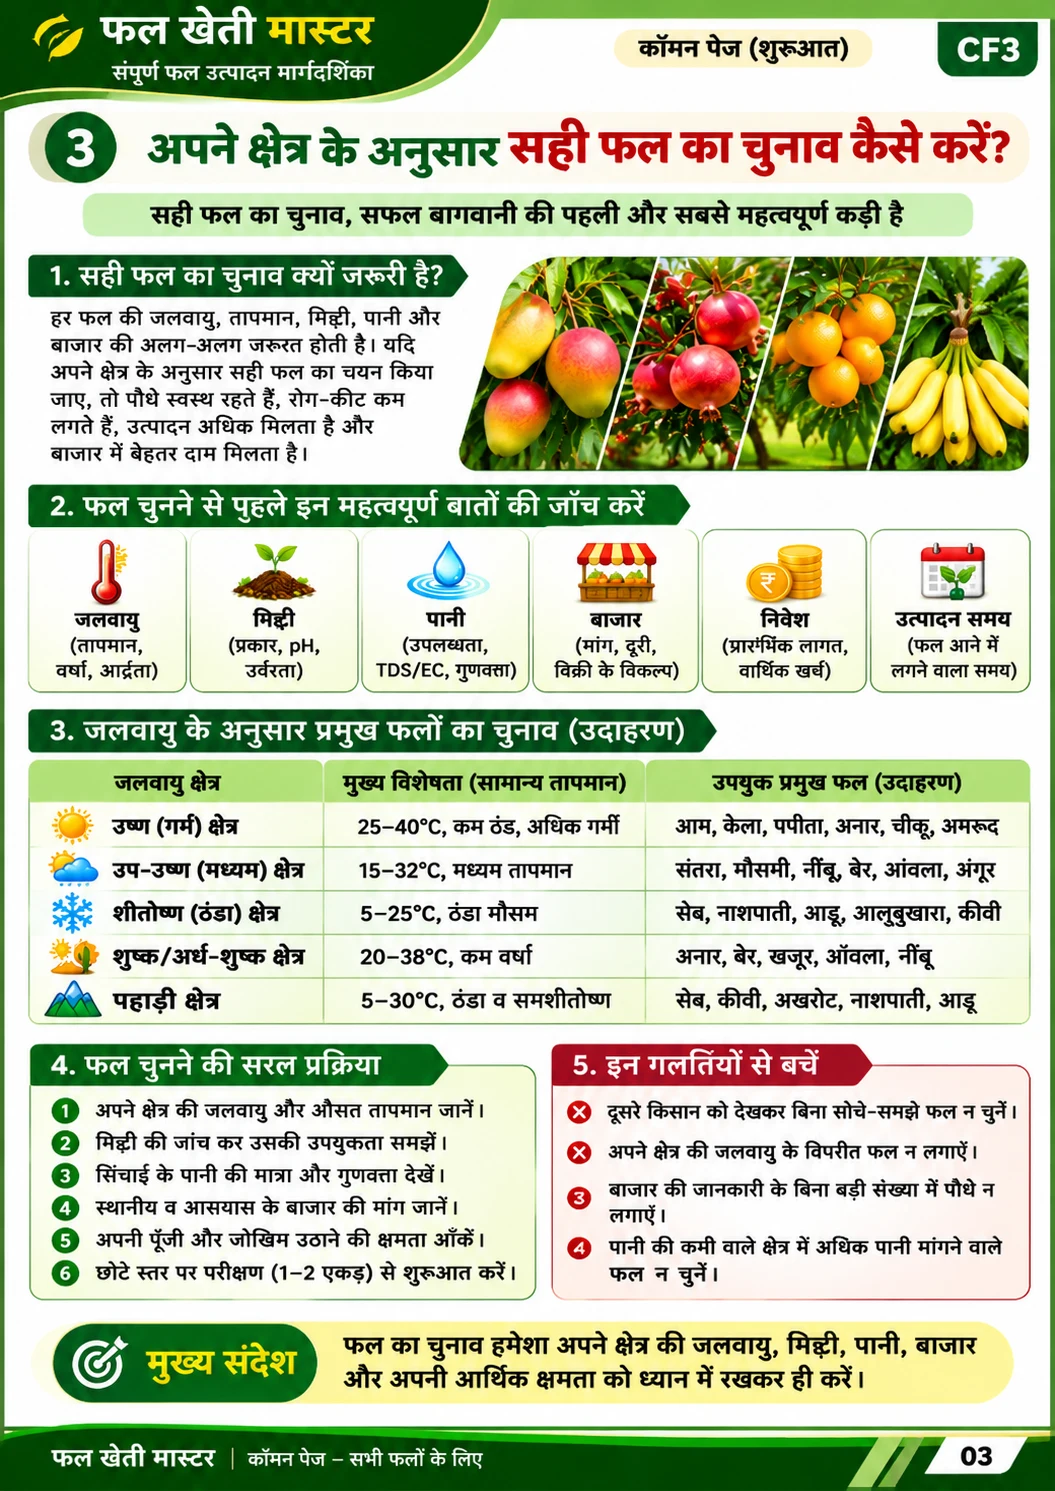 फल खेती मास्टर
संपूर्ण फल उत्पादन मार्गदर्शिका
कॉमन पेज (शुरूआत)
CF3
3 अपने क्षेत्र के अनुसार सही फल का चुनाव कैसे करें?
सही फल का चुनाव, सफल बागवानी की पहली और सबसे महत्वयूर्ण कड़ी है
1. सही फल का चुनाव क्यों जरूरी है?
हर फल की जलवायु, तापमान, मिट्टी, पानी और
बाजार की अलग-अलग जरूरत होती है। यदि
अपने क्षेत्र के अनुसार सही फल का चयन किया
जाए, तो पौधे स्वस्थ रहते हैं, रोग-कीट कम
लगते हैं, उत्पादन अधिक मिलता है और
बाजार में बेहतर दाम मिलता है।
2. फल चुनने से पुहले इन महत्वयूर्ण बातों की जॉच करें
जलवायु
(तापमान,
वर्षा, आर्द्रता)
मिट्टी
(प्रकार, pH,
उर्वरता)
पानी
(उपलब्धता,
TDS/EC, गुणवत्ता)
बाजार
(मांग, दूरी,
विक्री के विकल्प)
निवेश
(प्रारंभिक लागत,
वार्थिक खर्च)
उत्पादन समय
(फल आने में
लगने वाला समय)
3. जलवायु के अनुसार प्रमुख फलों का चुनाव (उदाहरण)
जलवायु क्षेत्र मुख्य विशेषता (सामान्य तापमान) उपयुक प्रमुख फल (उदाहरण)
उष्ण (गर्म) क्षेत्र 25–40°C, कम ठंड, अधिक गर्मी आम, केला, पपीता, अनार, चीकू, अमरूद
उप-उष्ण (मध्यम) क्षेत्र 15–32°C, मध्यम तापमान संतरा, मौसमी, नींबू, बेर, आंवला, अंगूर
शीतोष्ण (ठंडा) क्षेत्र 5–25°C, ठंडा मौसम सेब, नाशपाती, आडू, आलुबुखारा, कीवी
शुष्क/अर्ध-शुष्क क्षेत्र 20–38°C, कम वर्षा अनार, बेर, खजूर, ऑवला, नींबू
पहाड़ी क्षेत्र 5–30°C, ठंडा व समशीतोष्ण सेब, कीवी, अखरोट, नाशपाती, आडू
4. फल चुनने की सरल प्रक्रिया
1 अपने क्षेत्र की जलवायु और औसत तापमान जानें।
2 मिट्टी की जांच कर उसकी उपयुकता समझें।
3 सिंचाई के पानी की मात्रा और गुणवत्ता देखें।
4 स्थानीय व आसयास के बाजार की मांग जानें।
5 अपनी पूँजी और जोखिम उठाने की क्षमता आँकें।
6 छोटे स्तर पर परीक्षण (1–2 एकड़) से शुरूआत करें।
5. इन गलतियों से बचें
दूसरे किसान को देखकर बिना सोचे-समझे फल न चुनें।
अपने क्षेत्र की जलवायु के विपरीत फल न लगाऐं।
3 बाजार की जानकारी के बिना बड़ी संख्या में पौधे न
लगाऐं।
4 पानी की कमी वाले क्षेत्र में अधिक पानी मांगने वाले
फल न चुनें।
मुख्य संदेश
फल का चुनाव हमेशा अपने क्षेत्र की जलवायु, मिट्टी, पानी, बाजार
और अपनी आर्थिक क्षमता को ध्यान में रखकर ही करें।
फल खेती मास्टर | कॉमन पेज – सभी फलों के लिए
03